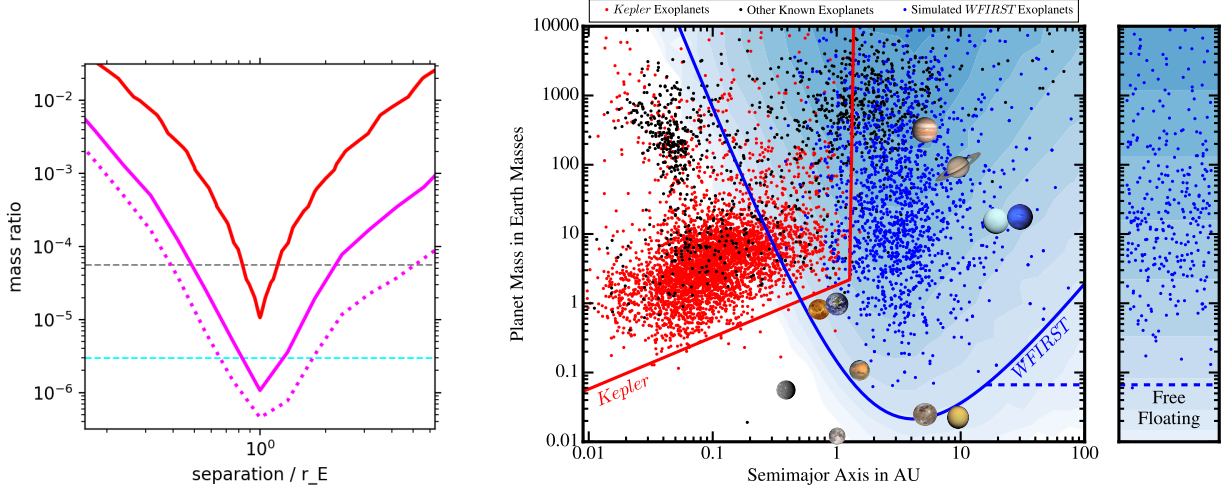 10⁻²
10⁻³
10⁻⁴
10⁻⁵
10⁻⁶
mass ratio
10⁰
separation / r_E
Kepler Exoplanets
Other Known Exoplanets
Simulated WFIRST Exoplanets
10000
1000
100
10
1
0.1
0.01
Planet Mass in Earth Masses
Kepler
WFIRST
0.01
0.1
1
10
100
Semimajor Axis in AU
Free
Floating